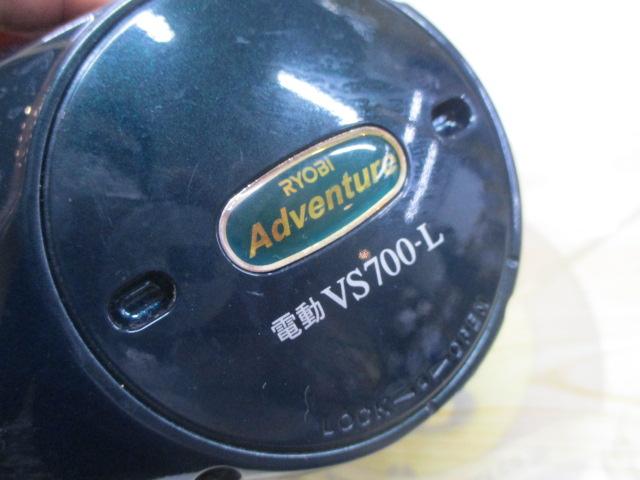 RYOBI
Adventure
電動 VS700-L
LOCK OPEN